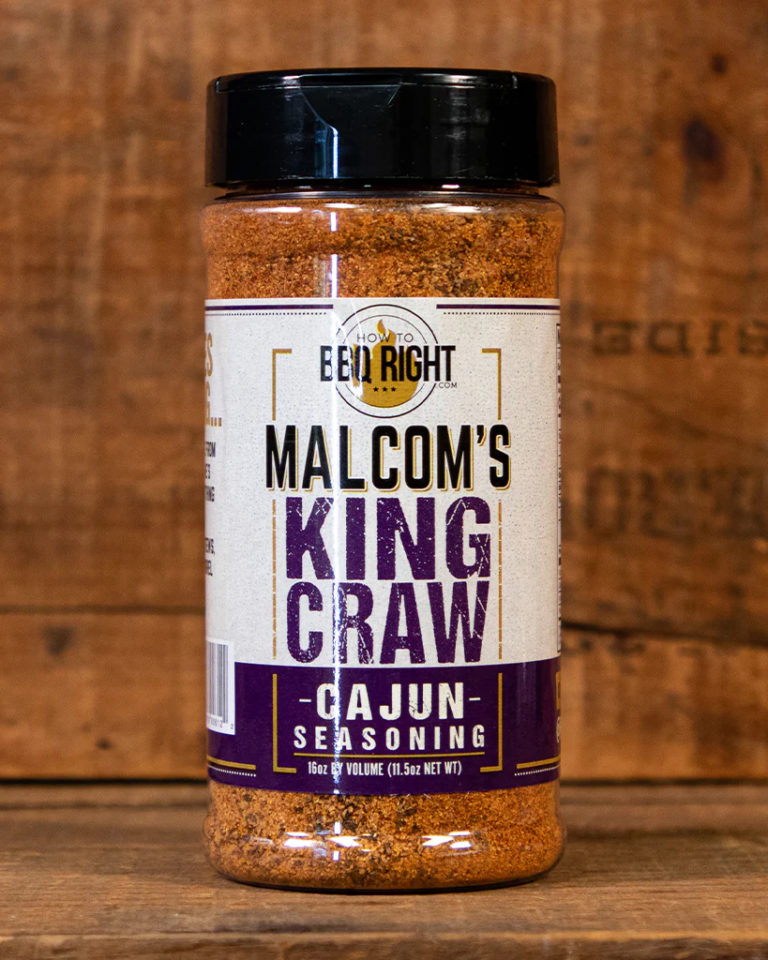 HOW TO
BBQ RIGHT
.COM
MALCOM'S
KING
CRAW
-CAJUN-
SEASONING
16oz BY VOLUME (11.5oz NET WT)